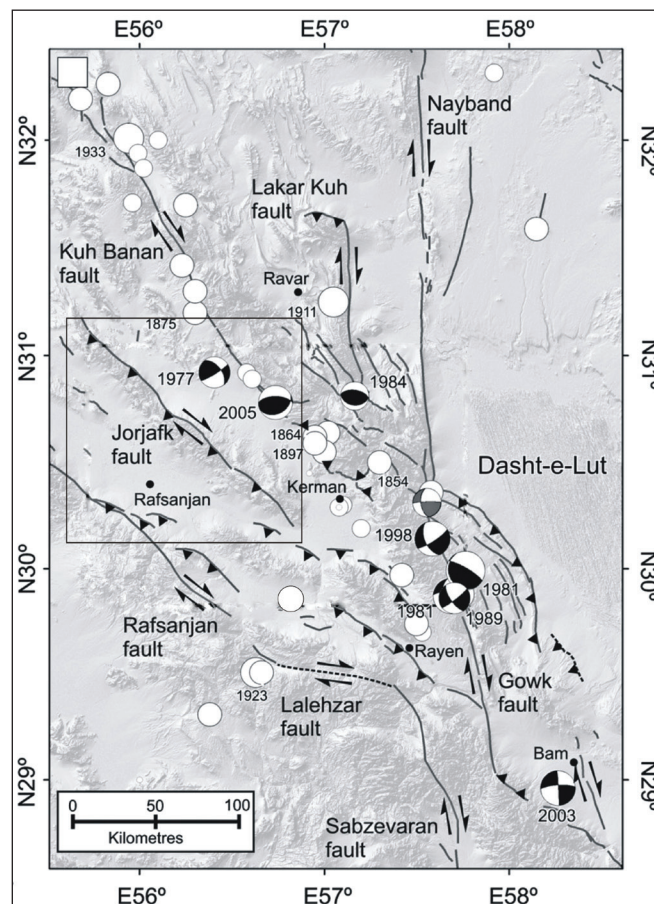 E56º E57º E58º
N32º N32º
Nayband
fault
1933
Lakar Kuh
fault
Kuh Banan
fault
Ravar
1911
1875
N31º N31º
1977
1984
2005
Jorjafk
fault
1864
1897
1854
Dasht-e-Lut
Kerman
Rafsanjan
1998
N30º N30º
1981
1981
1989
Rafsanjan
fault
Rayen
1923
Lalehzar
fault
Gowk
fault
Bam
N29º N29º
2003
0 50 100
Kilometres
Sabzevaran
fault
E56º E57º E58º